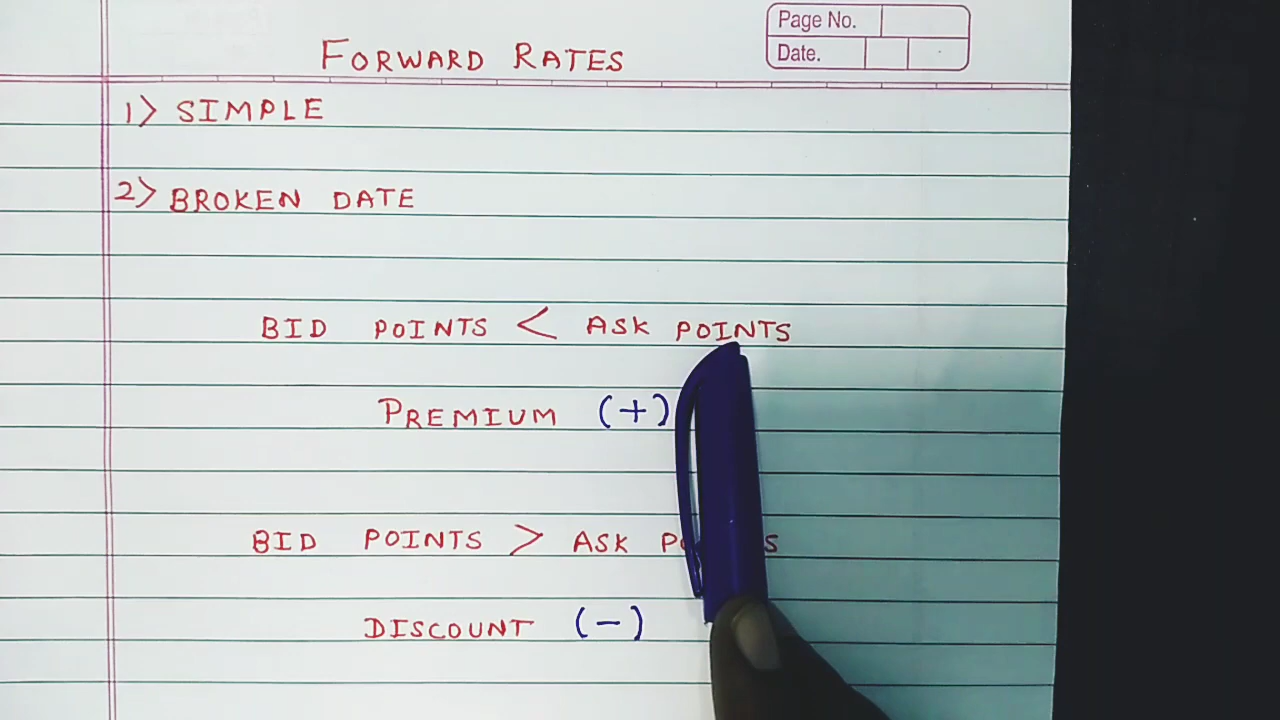 Page No.
Date.
FORWARD RATES
1) SIMPLE
2) BROKEN DATE
BID POINTS < ASK POINTS
PREMIUM (+)
BID POINTS > ASK
DISCOUNT (-)